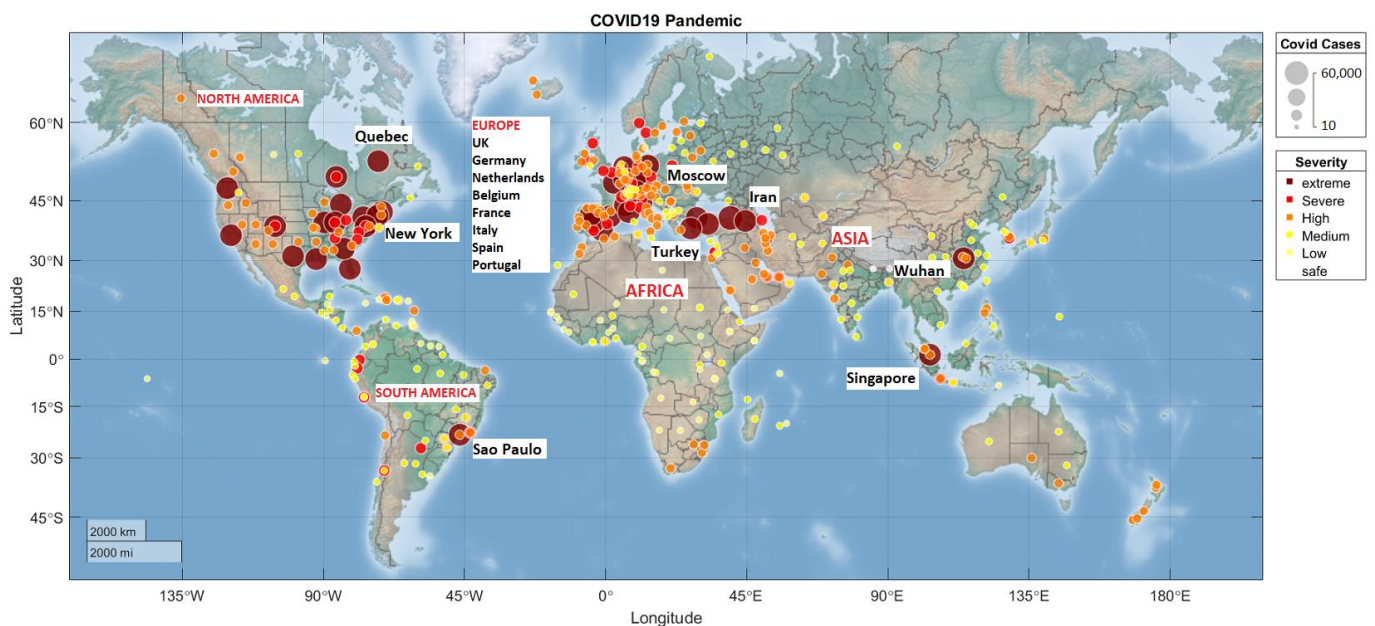 COVID19 Pandemic
Covid Cases
60,000
10
Severity
extreme
Severe
High
Medium
Low
safe
NORTH AMERICA
Quebec
New York
EUROPE
UK
Germany
Netherlands
Belgium
France
Italy
Spain
Portugal
Moscow
Iran
Turkey
ASIA
Wuhan
AFRICA
Singapore
SOUTH AMERICA
Sao Paulo
2000 km
2000 mi
Latitude
60°N
45°N
30°N
15°N
0°
15°S
30°S
45°S
135°W
90°W
45°W
0°
45°E
90°E
135°E
180°E
Longitude